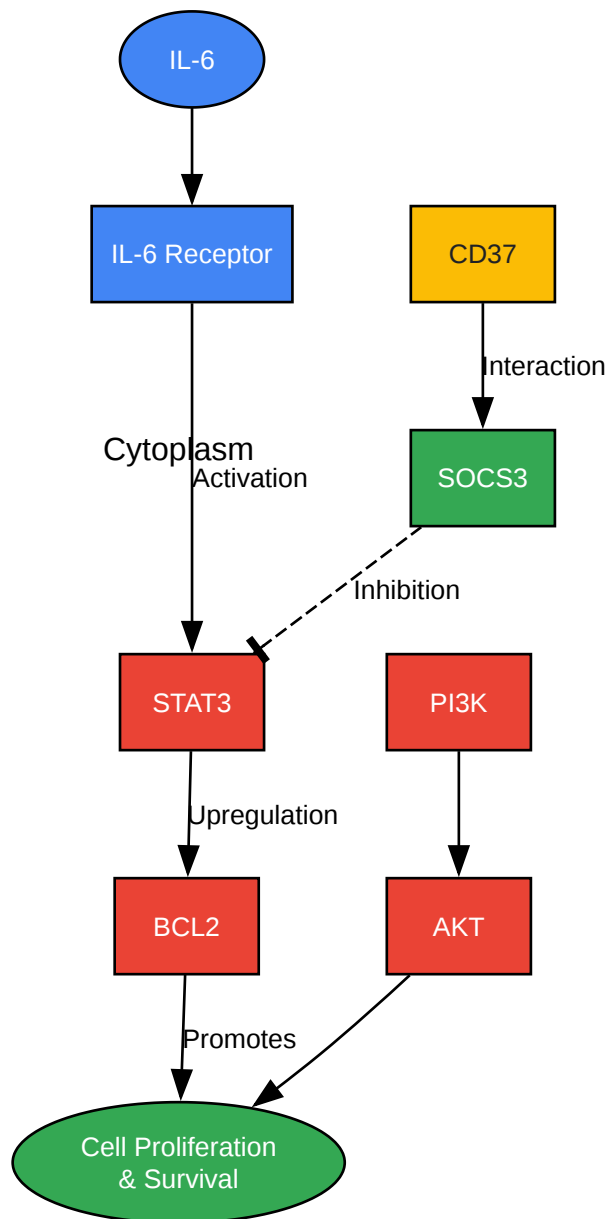 IL-6
IL-6 Receptor
CD37
Interaction
Cytoplasm
Activation
SOCS3
Inhibition
STAT3
PI3K
Upregulation
BCL2
AKT
Promotes
Cell Proliferation
& Survival